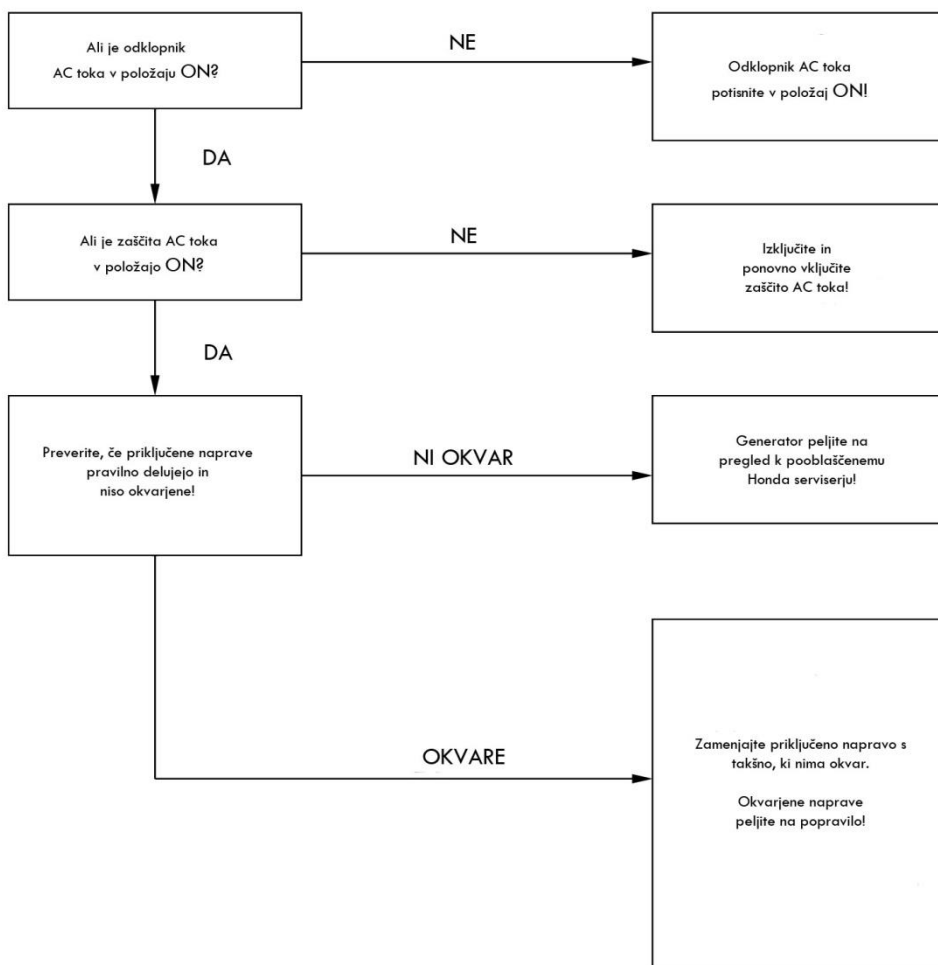 Ali je odklopnik
AC toka v položaju ON?
NE
Odklopnik AC toka
potisnite v položaj ON!
DA
Ali je zaščita AC toka
v položajo ON?
NE
Izključite in
ponovno vključite
zaščito AC toka!
DA
Preverite, če priključene naprave
pravilno delujejo in
niso okvarjene!
NI OKVAR
Generator peljite na
pregled k pooblaščenemu
Honda serviserju!
OKVARE
Zamenjajte priključeno napravo s
takšno, ki nima okvar.
Okvarjene naprave
peljite na popravilo!